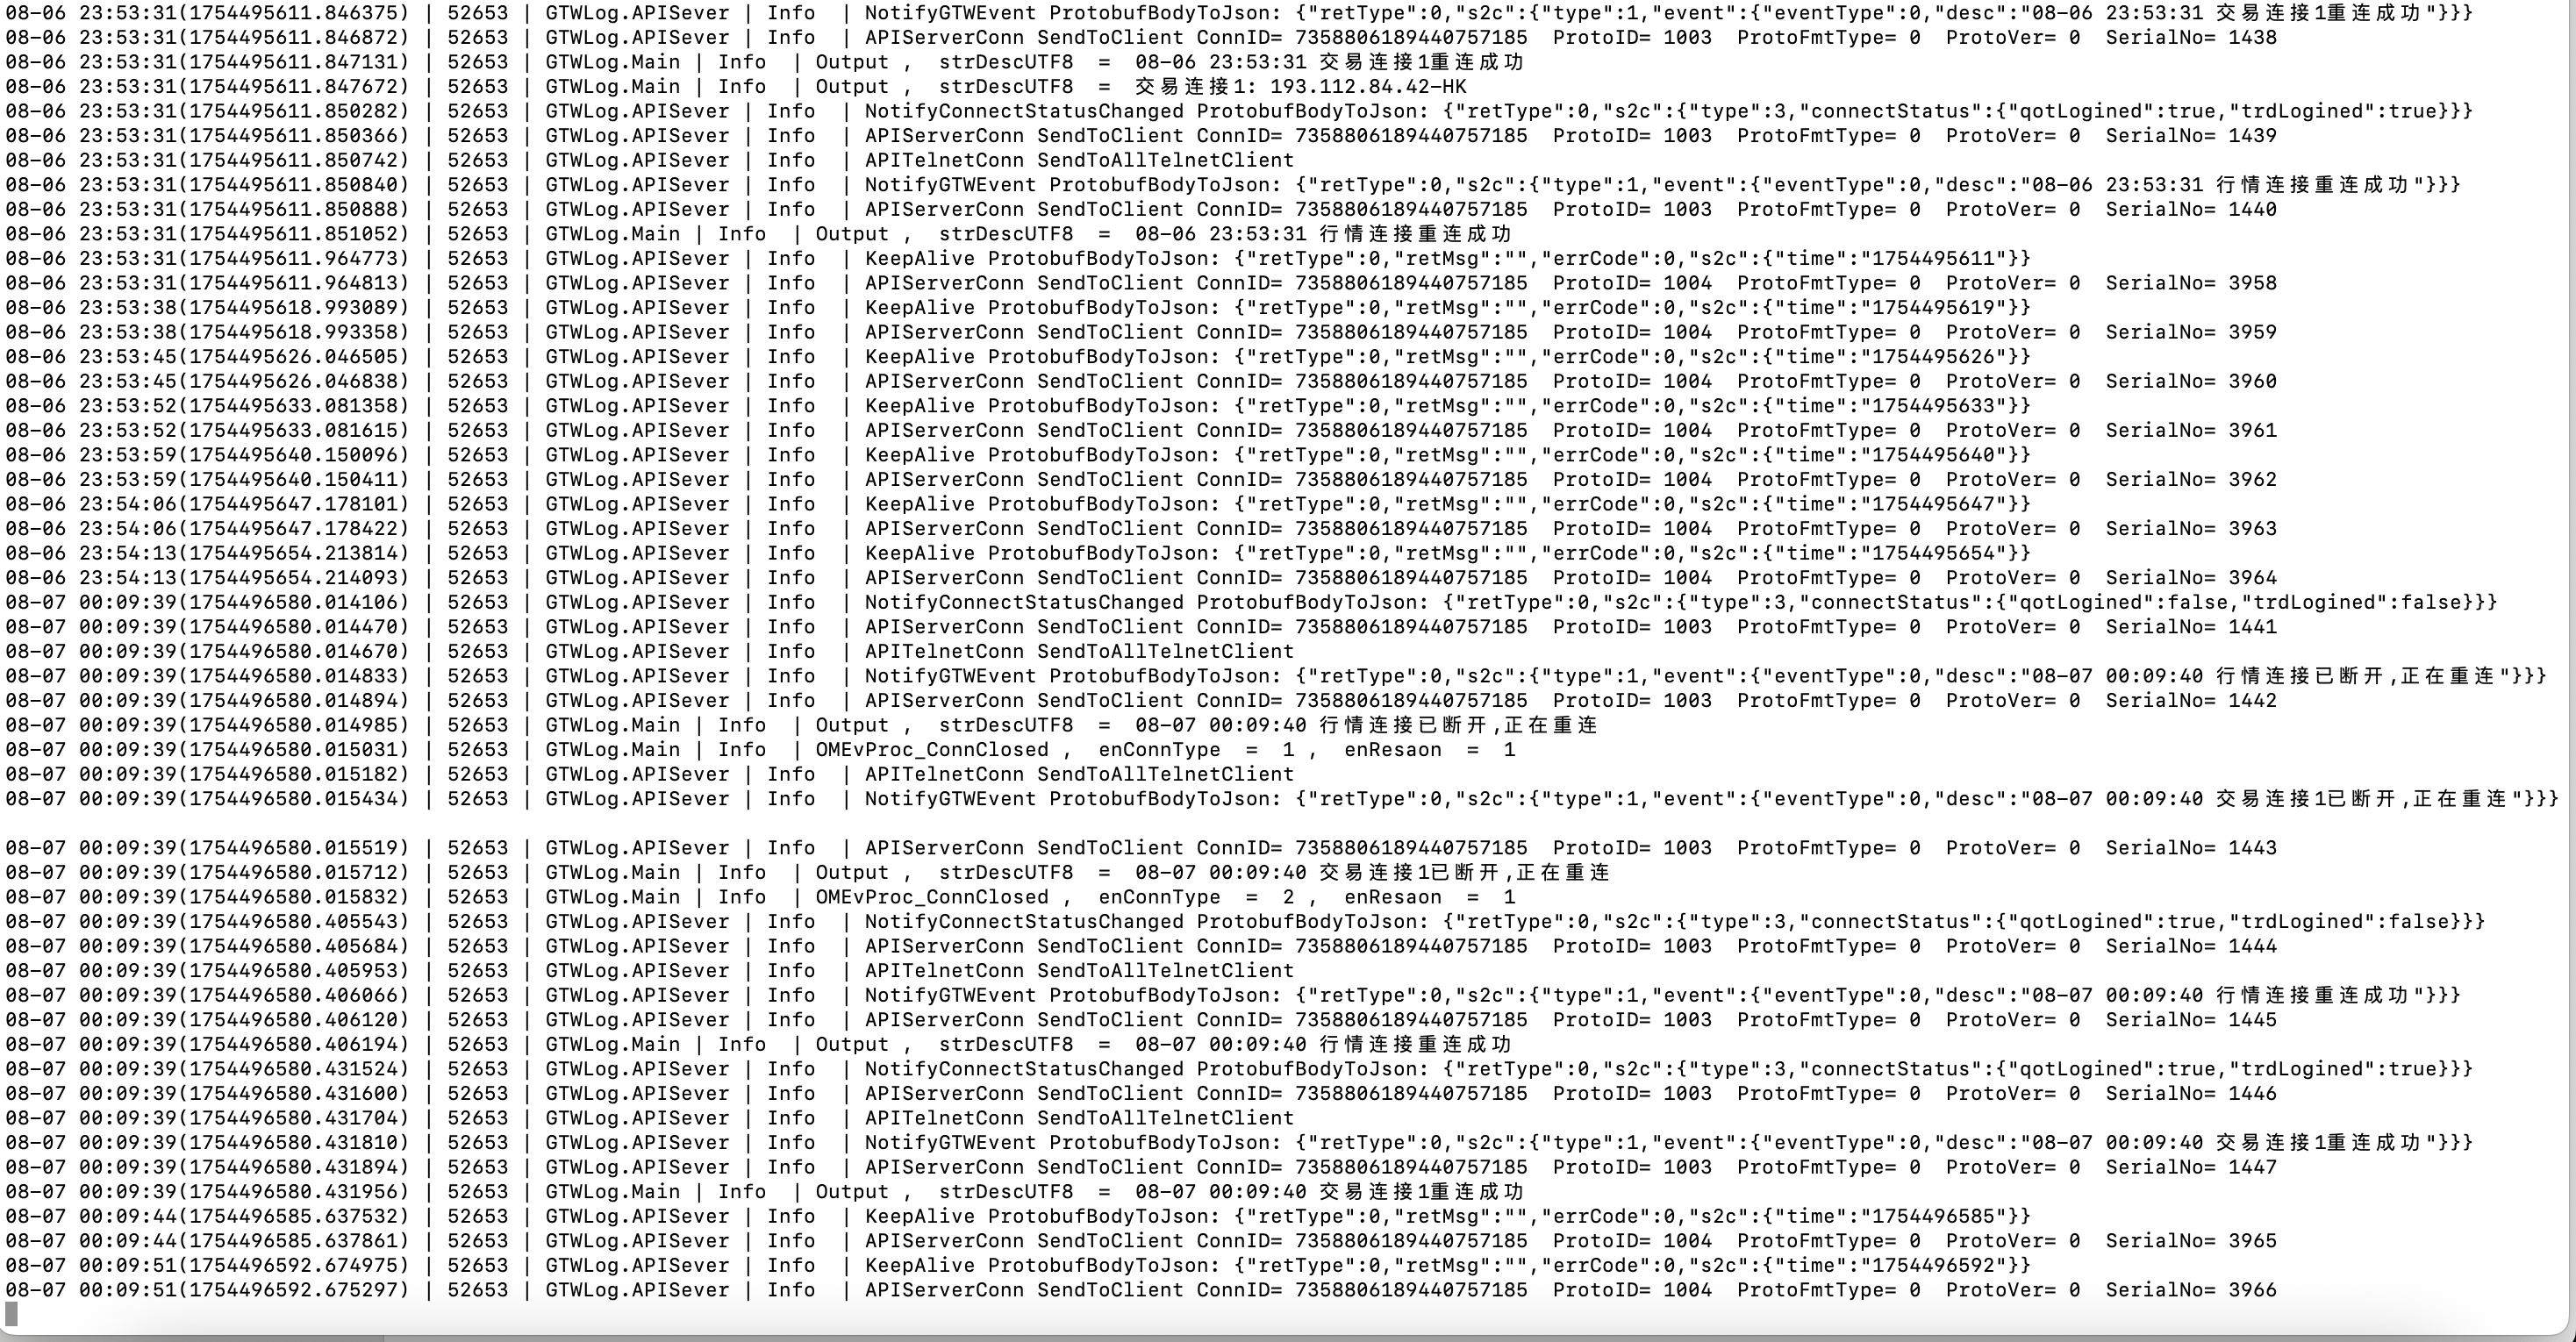 08-06 23:53:31(1754495611.846375) | 52653 | GTWLog.APISever | Info  | NotifyGTWEvent ProtobufBodyToJson: {"retType":0,"s2c":{"type":1,"event":{"eventType":0,"desc":"08-06 23:53:31 交易连接1重连成功"}}}
08-06 23:53:31(1754495611.846872) | 52653 | GTWLog.APISever | Info  | APIServerConn SendToClient ConnID= 7358806189440757185  ProtoID= 1003  ProtoFmtType= 0  ProtoVer= 0  SerialNo= 1438
08-06 23:53:31(1754495611.847131) | 52653 | GTWLog.Main | Info  | Output ,  strDescUTF8  =  08-06 23:53:31 交易连接1重连成功
08-06 23:53:31(1754495611.847672) | 52653 | GTWLog.Main | Info  | Output ,  strDescUTF8  =  交易连接1: 193.112.84.42-HK
08-06 23:53:31(1754495611.850282) | 52653 | GTWLog.APISever | Info  | NotifyConnectStatusChanged ProtobufBodyToJson: {"retType":0,"s2c":{"type":3,"connectStatus":{"qotLogined":true,"trdLogined":true}}}
08-06 23:53:31(1754495611.850366) | 52653 | GTWLog.APISever | Info  | APIServerConn SendToClient ConnID= 7358806189440757185  ProtoID= 1003  ProtoFmtType= 0  ProtoVer= 0  SerialNo= 1439
08-06 23:53:31(1754495611.850742) | 52653 | GTWLog.APISever | Info  | APITelnetConn SendToAllTelnetClient
08-06 23:53:31(1754495611.850840) | 52653 | GTWLog.APISever | Info  | NotifyGTWEvent ProtobufBodyToJson: {"retType":0,"s2c":{"type":1,"event":{"eventType":0,"desc":"08-06 23:53:31 行情连接重连成功"}}}
08-06 23:53:31(1754495611.850888) | 52653 | GTWLog.APISever | Info  | APIServerConn SendToClient ConnID= 7358806189440757185  ProtoID= 1003  ProtoFmtType= 0  ProtoVer= 0  SerialNo= 1440
08-06 23:53:31(1754495611.851052) | 52653 | GTWLog.Main | Info  | Output ,  strDescUTF8  =  08-06 23:53:31 行情连接重连成功
08-06 23:53:31(1754495611.964773) | 52653 | GTWLog.APISever | Info  | KeepAlive ProtobufBodyToJson: {"retType":0,"retMsg":"","errCode":0,"s2c":{"time":"1754495611"}}
08-06 23:53:31(1754495611.964813) | 52653 | GTWLog.APISever | Info  | APIServerConn SendToClient ConnID= 7358806189440757185  ProtoID= 1004  ProtoFmtType= 0  ProtoVer= 0  SerialNo= 3958
08-06 23:53:38(1754495618.993089) | 52653 | GTWLog.APISever | Info  | KeepAlive ProtobufBodyToJson: {"retType":0,"retMsg":"","errCode":0,"s2c":{"time":"1754495619"}}
08-06 23:53:38(1754495618.993358) | 52653 | GTWLog.APISever | Info  | APIServerConn SendToClient ConnID= 7358806189440757185  ProtoID= 1004  ProtoFmtType= 0  ProtoVer= 0  SerialNo= 3959
08-06 23:53:45(1754495626.046505) | 52653 | GTWLog.APISever | Info  | KeepAlive ProtobufBodyToJson: {"retType":0,"retMsg":"","errCode":0,"s2c":{"time":"1754495626"}}
08-06 23:53:45(1754495626.046838) | 52653 | GTWLog.APISever | Info  | APIServerConn SendToClient ConnID= 7358806189440757185  ProtoID= 1004  ProtoFmtType= 0  ProtoVer= 0  SerialNo= 3960
08-06 23:53:52(1754495633.081358) | 52653 | GTWLog.APISever | Info  | KeepAlive ProtobufBodyToJson: {"retType":0,"retMsg":"","errCode":0,"s2c":{"time":"1754495633"}}
08-06 23:53:52(1754495633.081615) | 52653 | GTWLog.APISever | Info  | APIServerConn SendToClient ConnID= 7358806189440757185  ProtoID= 1004  ProtoFmtType= 0  ProtoVer= 0  SerialNo= 3961
08-06 23:53:59(1754495640.150096) | 52653 | GTWLog.APISever | Info  | KeepAlive ProtobufBodyToJson: {"retType":0,"retMsg":"","errCode":0,"s2c":{"time":"1754495640"}}
08-06 23:53:59(1754495640.150411) | 52653 | GTWLog.APISever | Info  | APIServerConn SendToClient ConnID= 7358806189440757185  ProtoID= 1004  ProtoFmtType= 0  ProtoVer= 0  SerialNo= 3962
08-06 23:54:06(1754495647.178101) | 52653 | GTWLog.APISever | Info  | KeepAlive ProtobufBodyToJson: {"retType":0,"retMsg":"","errCode":0,"s2c":{"time":"1754495647"}}
08-06 23:54:06(1754495647.178422) | 52653 | GTWLog.APISever | Info  | APIServerConn SendToClient ConnID= 7358806189440757185  ProtoID= 1004  ProtoFmtType= 0  ProtoVer= 0  SerialNo= 3963
08-06 23:54:13(1754495654.213814) | 52653 | GTWLog.APISever | Info  | KeepAlive ProtobufBodyToJson: {"retType":0,"retMsg":"","errCode":0,"s2c":{"time":"1754495654"}}
08-06 23:54:13(1754495654.214093) | 52653 | GTWLog.APISever | Info  | APIServerConn SendToClient ConnID= 7358806189440757185  ProtoID= 1004  ProtoFmtType= 0  ProtoVer= 0  SerialNo= 3964
08-07 00:09:39(1754496580.014106) | 52653 | GTWLog.APISever | Info  | NotifyConnectStatusChanged ProtobufBodyToJson: {"retType":0,"s2c":{"type":3,"connectStatus":{"qotLogined":false,"trdLogined":false}}}
08-07 00:09:39(1754496580.014470) | 52653 | GTWLog.APISever | Info  | APIServerConn SendToClient ConnID= 7358806189440757185  ProtoID= 1003  ProtoFmtType= 0  ProtoVer= 0  SerialNo= 1441
08-07 00:09:39(1754496580.014670) | 52653 | GTWLog.APISever | Info  | APITelnetConn SendToAllTelnetClient
08-07 00:09:39(1754496580.014833) | 52653 | GTWLog.APISever | Info  | NotifyGTWEvent ProtobufBodyToJson: {"retType":0,"s2c":{"type":1,"event":{"eventType":0,"desc":"08-07 00:09:40 行情连接已断开,正在重连"}}}
08-07 00:09:39(1754496580.014894) | 52653 | GTWLog.APISever | Info  | APIServerConn SendToClient ConnID= 7358806189440757185  ProtoID= 1003  ProtoFmtType= 0  ProtoVer= 0  SerialNo= 1442
08-07 00:09:39(1754496580.014985) | 52653 | GTWLog.Main | Info  | Output ,  strDescUTF8  =  08-07 00:09:40 行情连接已断开,正在重连
08-07 00:09:39(1754496580.015031) | 52653 | GTWLog.Main | Info  | OMEvProc_ConnClosed ,  enConnType  =  1 ,  enResaon  =  1
08-07 00:09:39(1754496580.015182) | 52653 | GTWLog.APISever | Info  | APITelnetConn SendToAllTelnetClient
08-07 00:09:39(1754496580.015434) | 52653 | GTWLog.APISever | Info  | NotifyGTWEvent ProtobufBodyToJson: {"retType":0,"s2c":{"type":1,"event":{"eventType":0,"desc":"08-07 00:09:40 交易连接1已断开,正在重连"}}}
08-07 00:09:39(1754496580.015519) | 52653 | GTWLog.APISever | Info  | APIServerConn SendToClient ConnID= 7358806189440757185  ProtoID= 1003  ProtoFmtType= 0  ProtoVer= 0  SerialNo= 1443
08-07 00:09:39(1754496580.015712) | 52653 | GTWLog.Main | Info  | Output ,  strDescUTF8  =  08-07 00:09:40 交易连接1已断开,正在重连
08-07 00:09:39(1754496580.015832) | 52653 | GTWLog.Main | Info  | OMEvProc_ConnClosed ,  enConnType  =  2 ,  enResaon  =  1
08-07 00:09:39(1754496580.405543) | 52653 | GTWLog.APISever | Info  | NotifyConnectStatusChanged ProtobufBodyToJson: {"retType":0,"s2c":{"type":3,"connectStatus":{"qotLogined":true,"trdLogined":false}}}
08-07 00:09:39(1754496580.405684) | 52653 | GTWLog.APISever | Info  | APIServerConn SendToClient ConnID= 7358806189440757185  ProtoID= 1003  ProtoFmtType= 0  ProtoVer= 0  SerialNo= 1444
08-07 00:09:39(1754496580.405953) | 52653 | GTWLog.APISever | Info  | APITelnetConn SendToAllTelnetClient
08-07 00:09:39(1754496580.406066) | 52653 | GTWLog.APISever | Info  | NotifyGTWEvent ProtobufBodyToJson: {"retType":0,"s2c":{"type":1,"event":{"eventType":0,"desc":"08-07 00:09:40 行情连接重连成功"}}}
08-07 00:09:39(1754496580.406120) | 52653 | GTWLog.APISever | Info  | APIServerConn SendToClient ConnID= 7358806189440757185  ProtoID= 1003  ProtoFmtType= 0  ProtoVer= 0  SerialNo= 1445
08-07 00:09:39(1754496580.406194) | 52653 | GTWLog.Main | Info  | Output ,  strDescUTF8  =  08-07 00:09:40 行情连接重连成功
08-07 00:09:39(1754496580.431524) | 52653 | GTWLog.APISever | Info  | NotifyConnectStatusChanged ProtobufBodyToJson: {"retType":0,"s2c":{"type":3,"connectStatus":{"qotLogined":true,"trdLogined":true}}}
08-07 00:09:39(1754496580.431600) | 52653 | GTWLog.APISever | Info  | APIServerConn SendToClient ConnID= 7358806189440757185  ProtoID= 1003  ProtoFmtType= 0  ProtoVer= 0  SerialNo= 1446
08-07 00:09:39(1754496580.431704) | 52653 | GTWLog.APISever | Info  | APITelnetConn SendToAllTelnetClient
08-07 00:09:39(1754496580.431810) | 52653 | GTWLog.APISever | Info  | NotifyGTWEvent ProtobufBodyToJson: {"retType":0,"s2c":{"type":1,"event":{"eventType":0,"desc":"08-07 00:09:40 交易连接1重连成功"}}}
08-07 00:09:39(1754496580.431894) | 52653 | GTWLog.APISever | Info  | APIServerConn SendToClient ConnID= 7358806189440757185  ProtoID= 1003  ProtoFmtType= 0  ProtoVer= 0  SerialNo= 1447
08-07 00:09:39(1754496580.431956) | 52653 | GTWLog.Main | Info  | Output ,  strDescUTF8  =  08-07 00:09:40 交易连接1重连成功
08-07 00:09:44(1754496585.637532) | 52653 | GTWLog.APISever | Info  | KeepAlive ProtobufBodyToJson: {"retType":0,"retMsg":"","errCode":0,"s2c":{"time":"1754496585"}}
08-07 00:09:44(1754496585.637861) | 52653 | GTWLog.APISever | Info  | APIServerConn SendToClient ConnID= 7358806189440757185  ProtoID= 1004  ProtoFmtType= 0  ProtoVer= 0  SerialNo= 3965
08-07 00:09:51(1754496592.674975) | 52653 | GTWLog.APISever | Info  | KeepAlive ProtobufBodyToJson: {"retType":0,"retMsg":"","errCode":0,"s2c":{"time":"1754496592"}}
08-07 00:09:51(1754496592.675297) | 52653 | GTWLog.APISever | Info  | APIServerConn SendToClient ConnID= 7358806189440757185  ProtoID= 1004  ProtoFmtType= 0  ProtoVer= 0  SerialNo= 3966